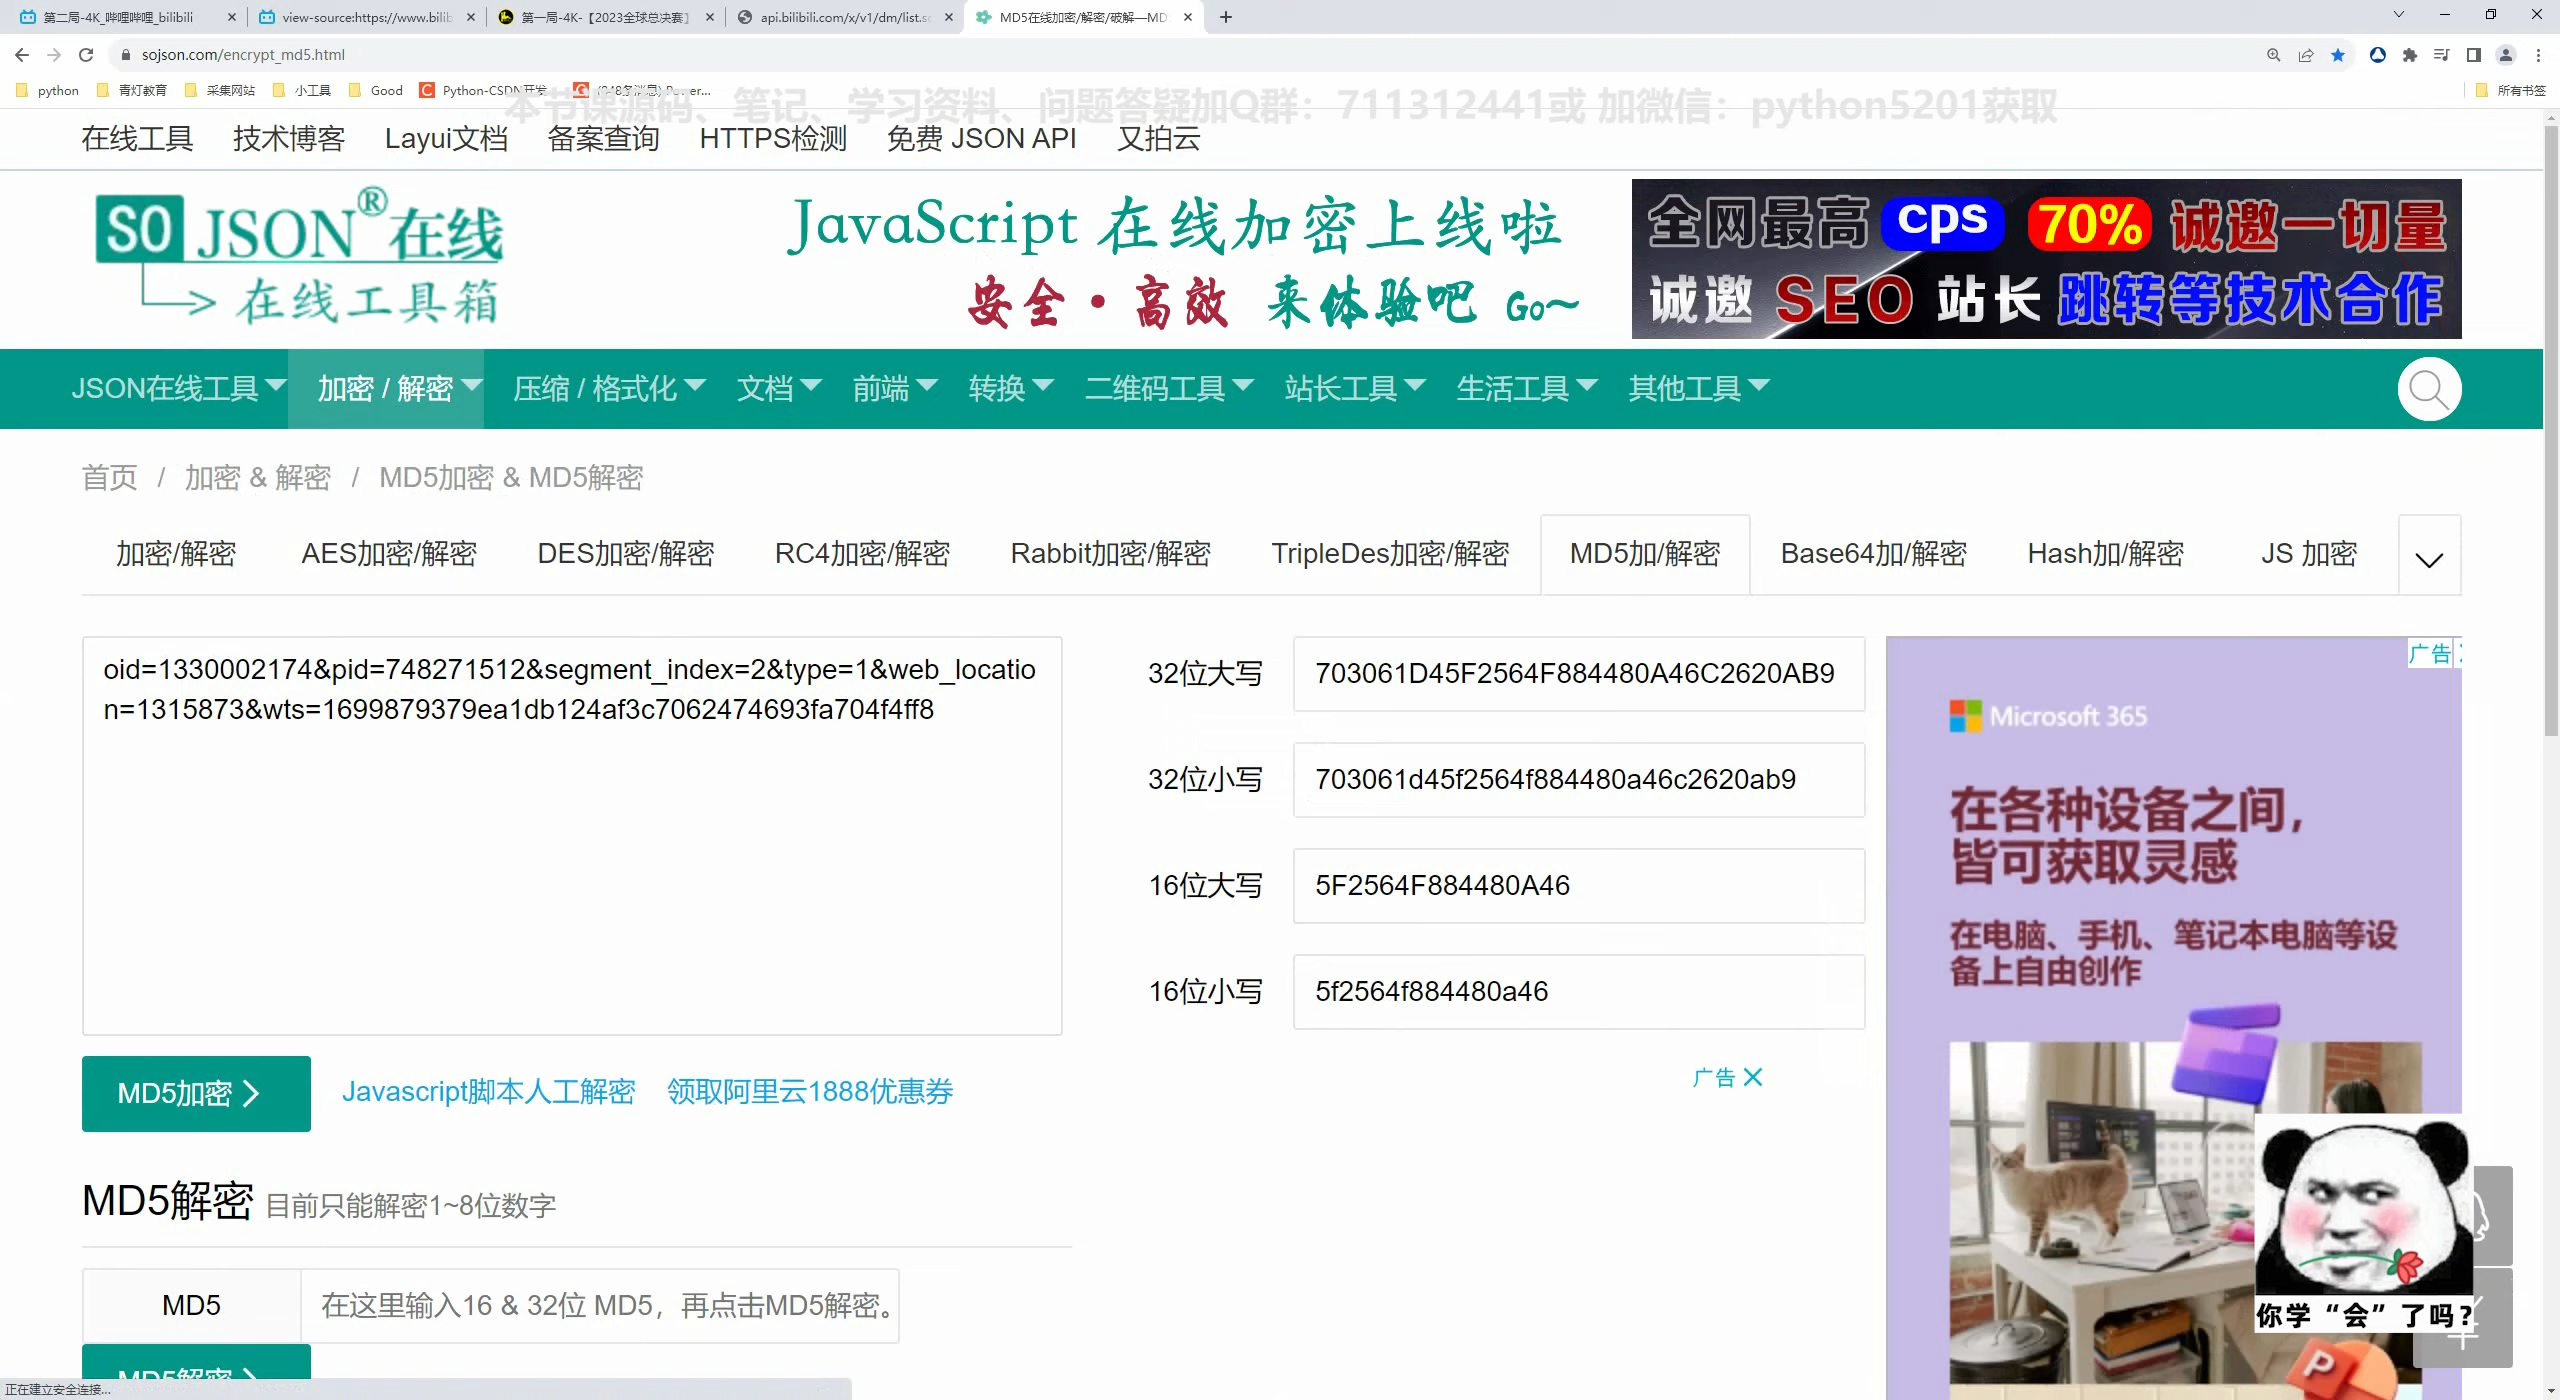 第二局-4K_哔哩哔哩_bilibili
view-source:https://www.bilib
第一局-4K-【2023全球总决赛】
api.bilibili.com/x/v1/dm/list.so
MD5在线加密/解密/破解—MD
sojson.com/encrypt_md5.html
python
青灯教育
采集网站
小工具
Good
Python-CSDN开发
所有书签
本节课源码、笔记、学习资料、问题答疑加Q群：711312441或 加微信：python5201获取
在线工具 技术博客 Layui文档 备案查询 HTTPS检测 免费 JSON API 又拍云
SO JSON®在线
在线工具箱
JavaScript 在线加密上线啦
安全·高效 来体验吧 Go~
全网最高 CPS 70% 诚邀一切量
诚邀 SEO 站长 跳转等技术合作
JSON在线工具 加密 / 解密 压缩 / 格式化 文档 前端 转换 二维码工具 站长工具 生活工具 其他工具
首页 / 加密 & 解密 / MD5加密 & MD5解密
加密/解密 AES加密/解密 DES加密/解密 RC4加密/解密 Rabbit加密/解密 TripleDes加密/解密 MD5加/解密 Base64加/解密 Hash加/解密 JS 加密
oid=1330002174&pid=748271512&segment_index=2&type=1&web_locatio
n=1315873&wts=1699879379ea1db124af3c7062474693fa704f4ff8
32位大写 703061D45F2564F884480A46C2620AB9
32位小写 703061d45f2564f884480a46c2620ab9
16位大写 5F2564F884480A46
16位小写 5f2564f884480a46
广告
Microsoft 365
在各种设备之间，
皆可获取灵感
在电脑、手机、笔记本电脑等设
备上自由创作
MD5加密 Javascript脚本人工解密 领取阿里云1888优惠券
广告
MD5解密 目前只能解密1~8位数字
MD5 在这里输入16 & 32位 MD5，再点击MD5解密。
MD5解密
你学“会”了吗?
P
正在建立安全连接...